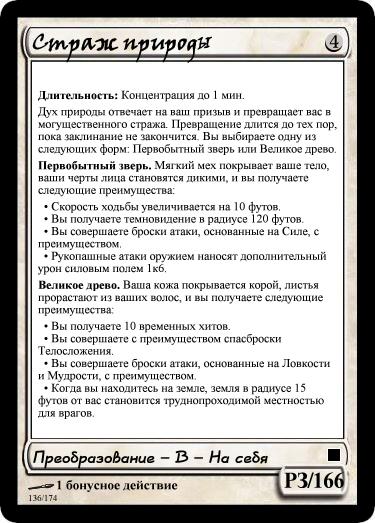 Страж природы
4
Длительность: Концентрация до 1 мин.
Дух природы отвечает на ваш призыв и превращает вас в
могущественного стража. Превращение длится до тех пор,
пока заклинание не закончится. Вы выбираете одну из
следующих форм: Первобытный зверь или Великое древо.
Первобытный зверь. Мягкий мех покрывает ваше тело,
ваши черты лица становятся дикими, и вы получаете
следующие преимущества:
• Скорость ходьбы увеличивается на 10 футов.
• Вы получаете темновидение в радиусе 120 футов.
• Вы совершаете броски атаки, основанные на Силе, с
преимуществом.
• Рукопашные атаки оружием наносят дополнительный
урон силовым полем 1к6.
Великое древо. Ваша кожа покрывается корой, листья
прорастают из ваших волос, и вы получаете следующие
преимущества:
• Вы получаете 10 временных хитов.
• Вы совершаете с преимуществом спасброски
Телосложения.
• Вы совершаете броски атаки, основанные на Ловкости
и Мудрости, с преимуществом.
• Когда вы находитесь на земле, земля в радиусе 15
футов от вас становится труднопроходимой местностью
для врагов.
Преобразование – В – На себя
1 бонусное действие
РЗ/166
136/174